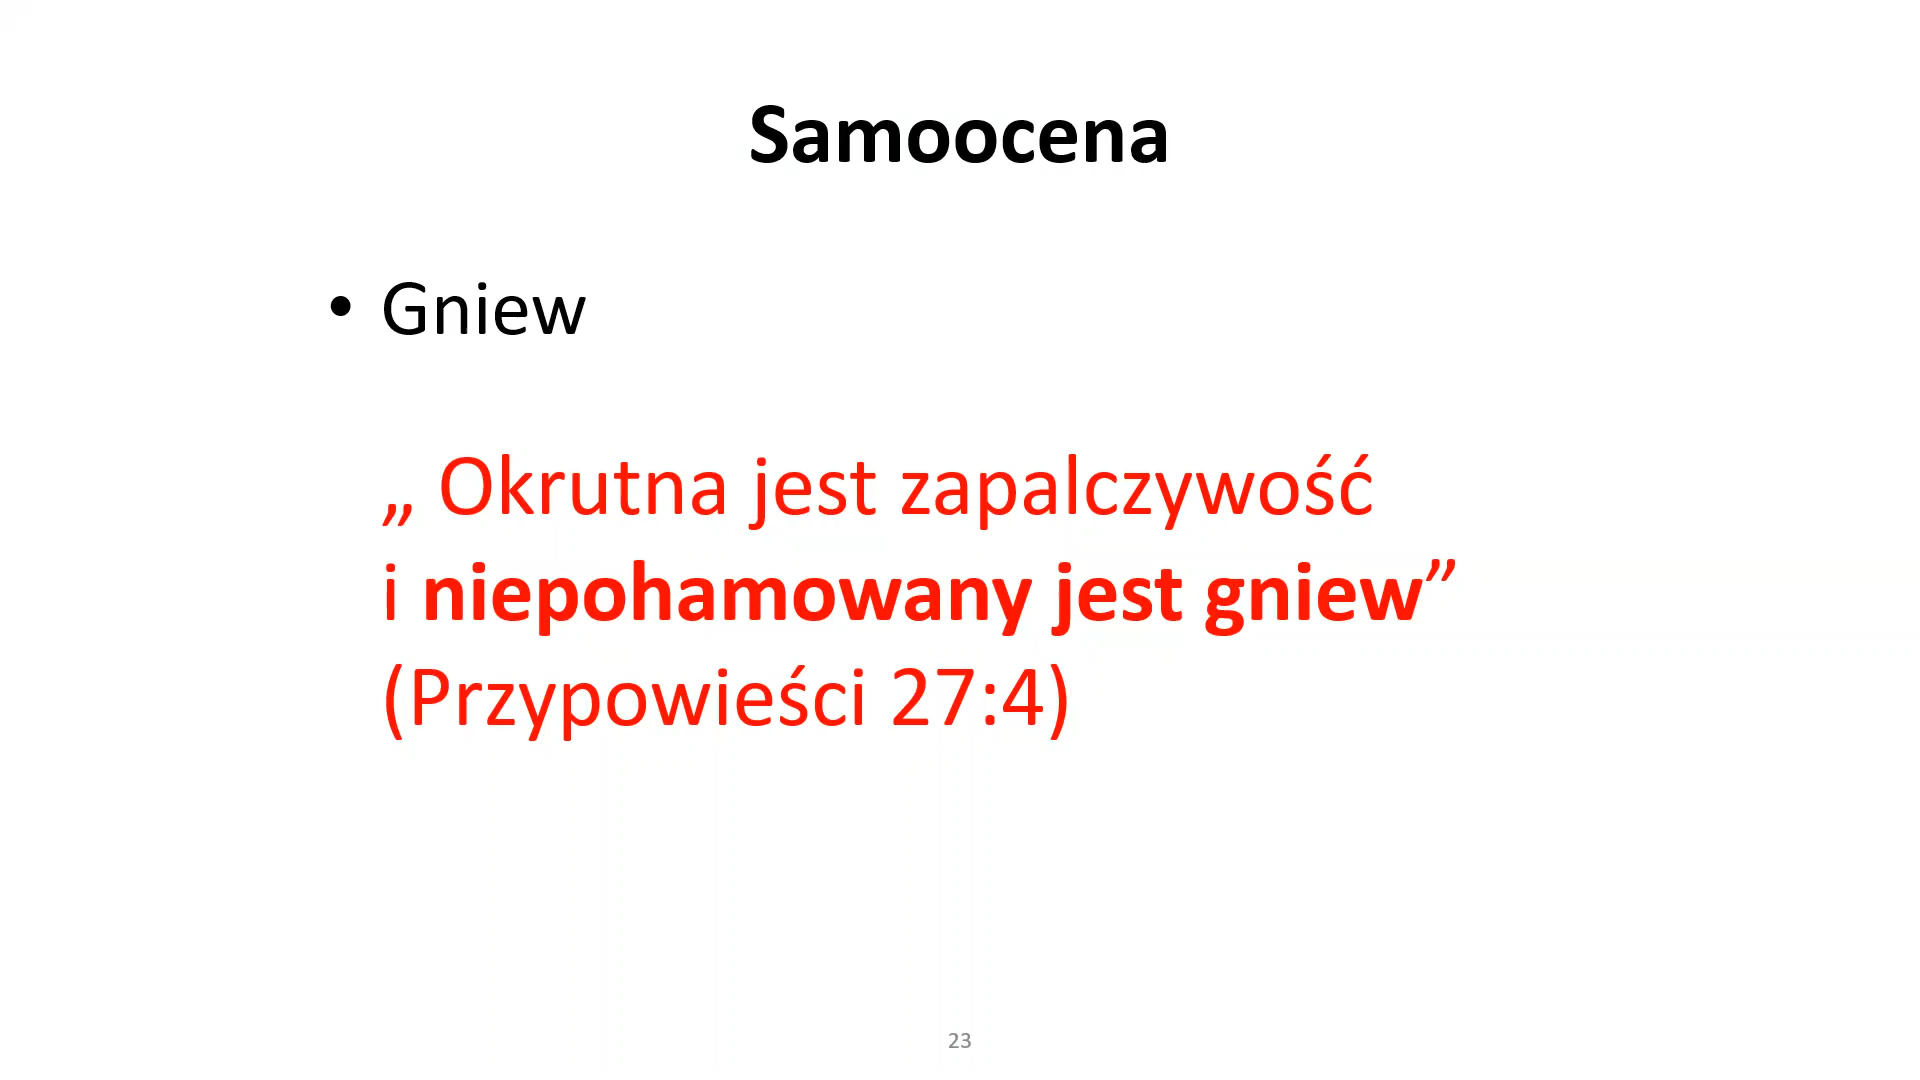 Samoocena
• Gniew
„ Okrutna jest zapalczywość
i niepohamowany jest gniew”
(Przypowieści 27:4)
23